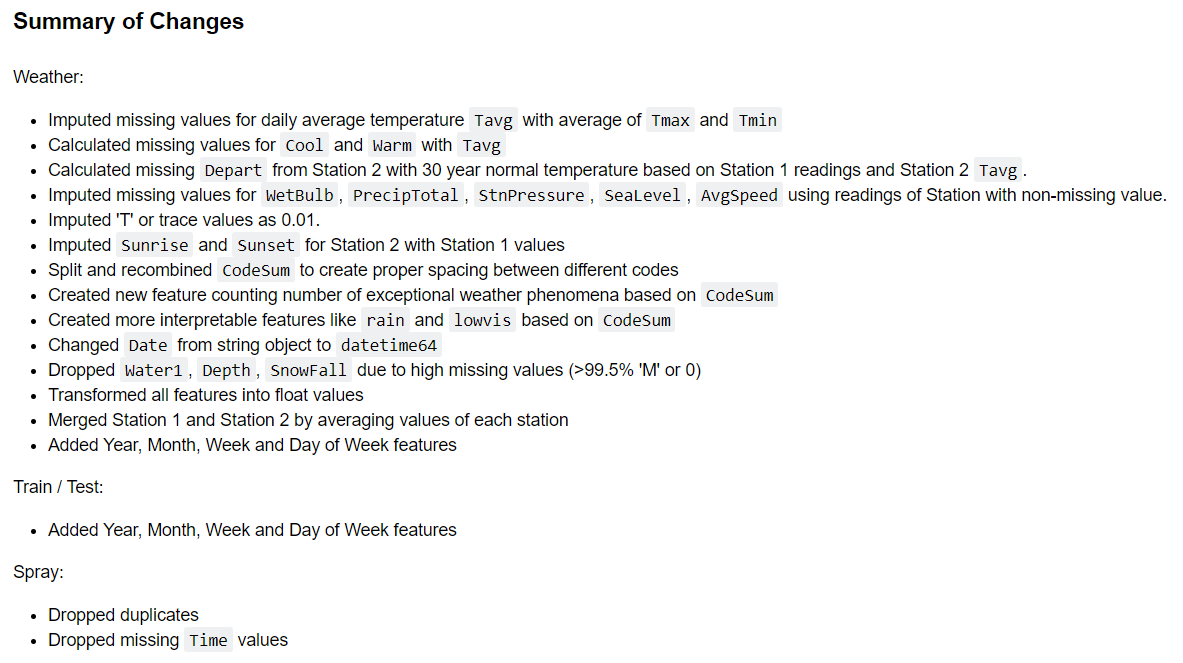 Summary of Changes
Weather:
• Imputed missing values for daily average temperature Tavg with average of Tmax and Tmin
• Calculated missing values for Cool and Warm with Tavg
• Calculated missing Depart from Station 2 with 30 year normal temperature based on Station 1 readings and Station 2 Tavg .
• Imputed missing values for WetBulb , PrecipTotal , StnPressure , SeaLevel , AvgSpeed using readings of Station with non-missing value.
• Imputed 'T' or trace values as 0.01.
• Imputed Sunrise and Sunset for Station 2 with Station 1 values
• Split and recombined CodeSum to create proper spacing between different codes
• Created new feature counting number of exceptional weather phenomena based on CodeSum
• Created more interpretable features like rain and lowvis based on CodeSum
• Changed Date from string object to datetime64
• Dropped Water1 , Depth , SnowFall due to high missing values (>99.5% 'M' or 0)
• Transformed all features into float values
• Merged Station 1 and Station 2 by averaging values of each station
• Added Year, Month, Week and Day of Week features
Train / Test:
• Added Year, Month, Week and Day of Week features
Spray:
• Dropped duplicates
• Dropped missing Time values